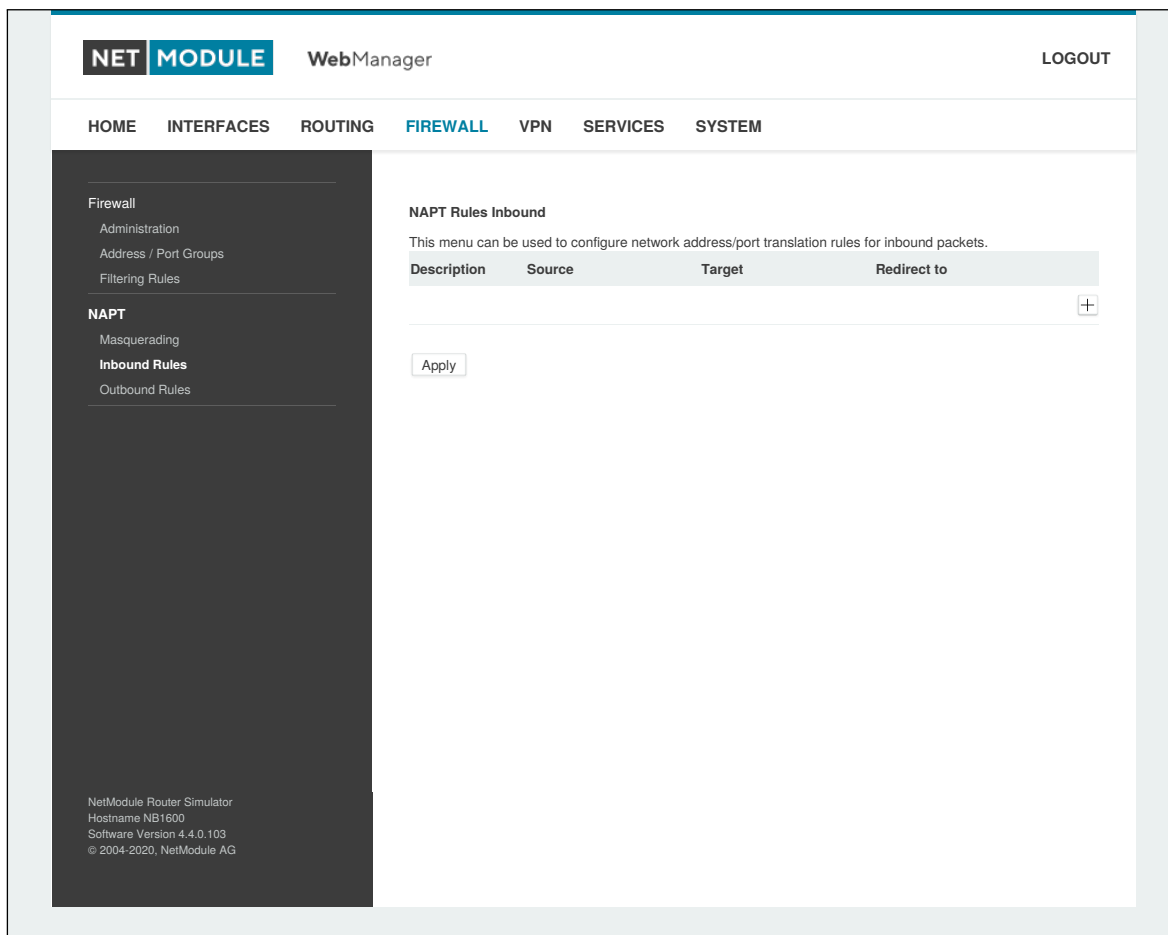 NET MODULE WebManager LOGOUT
HOME INTERFACES ROUTING FIREWALL VPN SERVICES SYSTEM
Firewall
Administration
Address / Port Groups
Filtering Rules
NAPT
Masquerading
Inbound Rules
Outbound Rules
NAPT Rules Inbound
This menu can be used to configure network address/port translation rules for inbound packets.
Description Source Target Redirect to
Apply
NetModule Router Simulator
Hostname NB1600
Software Version 4.4.0.103
© 2004-2020, NetModule AG